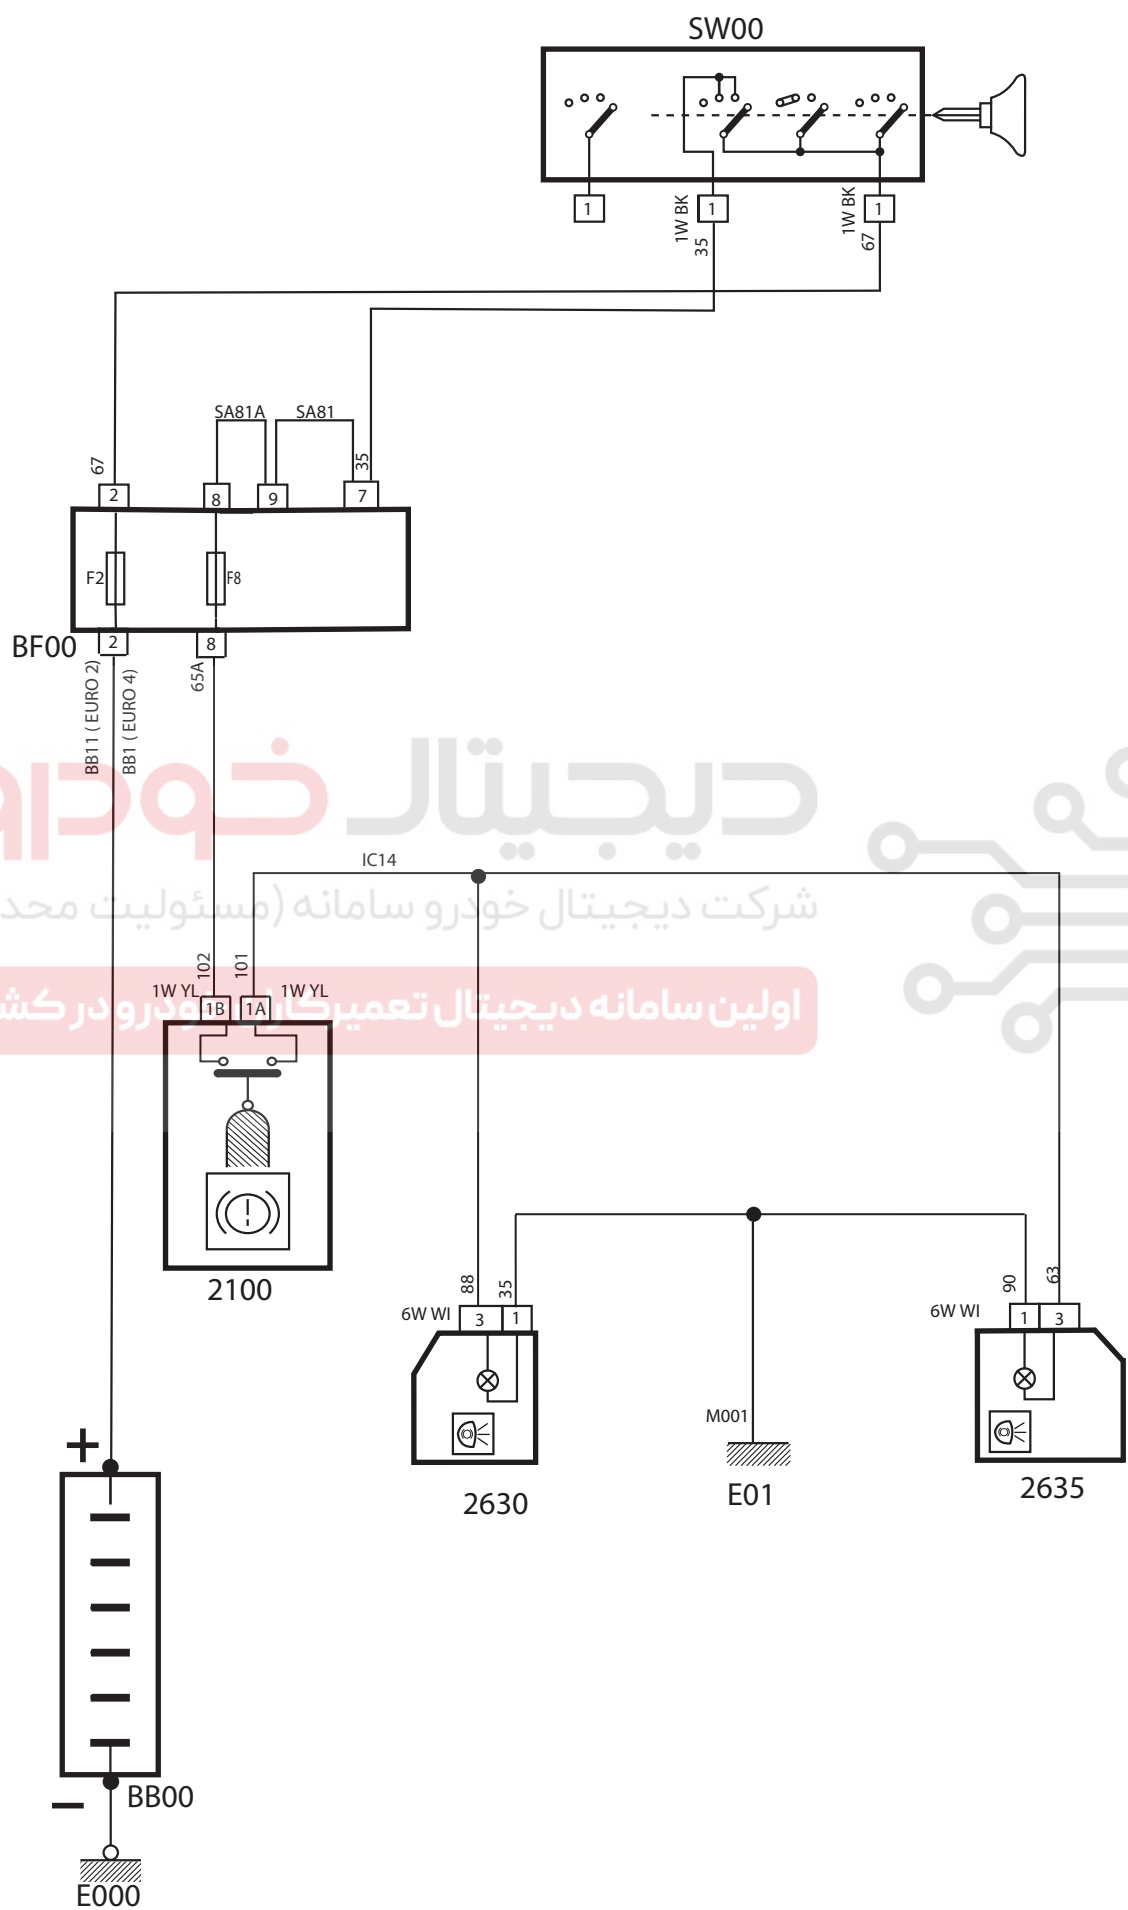 SW00
1
1
1
1W BK
35
1W BK
67
SA81A
SA81
67
35
2
8
9
7
F2
F8
BF00
2
8
BB11 ( EURO 2)
BB1 ( EURO 4)
65A
دیجیتال خودرو
IC14
شرکت دیجیتال خودرو سامانه (مسئولیت
102
101
1W YL
1W YL
1B
1A
اولین سامانه دیجیتال تعمیرکاران خودرو در
2100
88
35
90
63
6W WI
3
1
6W WI
1
3
M001
2630
E01
2635
+
BB00
−
E000